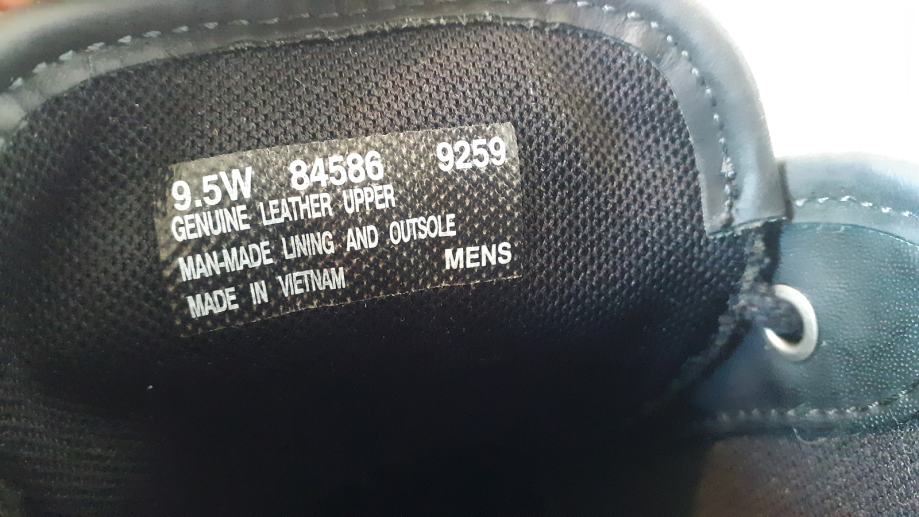 9.5W 84586 9259
GENUINE LEATHER UPPER
MAN-MADE LINING AND OUTSOLE
MADE IN VIETNAM MENS